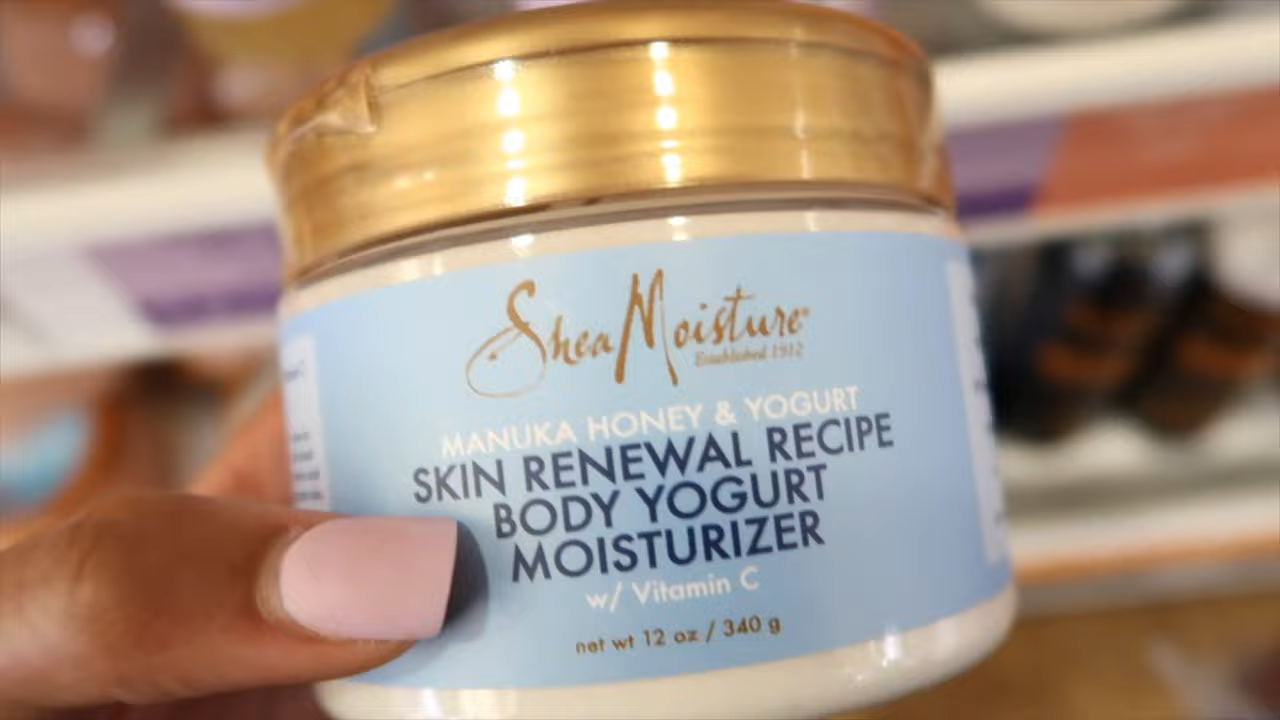 SheaMoisture®
Established 1912
MANUKA HONEY & YOGURT
SKIN RENEWAL RECIPE
BODY YOGURT
MOISTURIZER
w/ Vitamin C
net wt 12 oz / 340 g